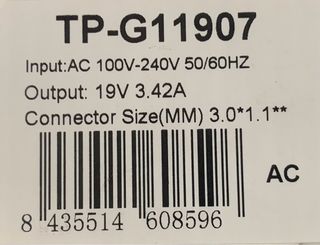 TP-G11907
Input:AC 100V-240V 50/60HZ
Output: 19V 3.42A
Connector Size(MM) 3.0*1.1**
AC
8 435514 608596